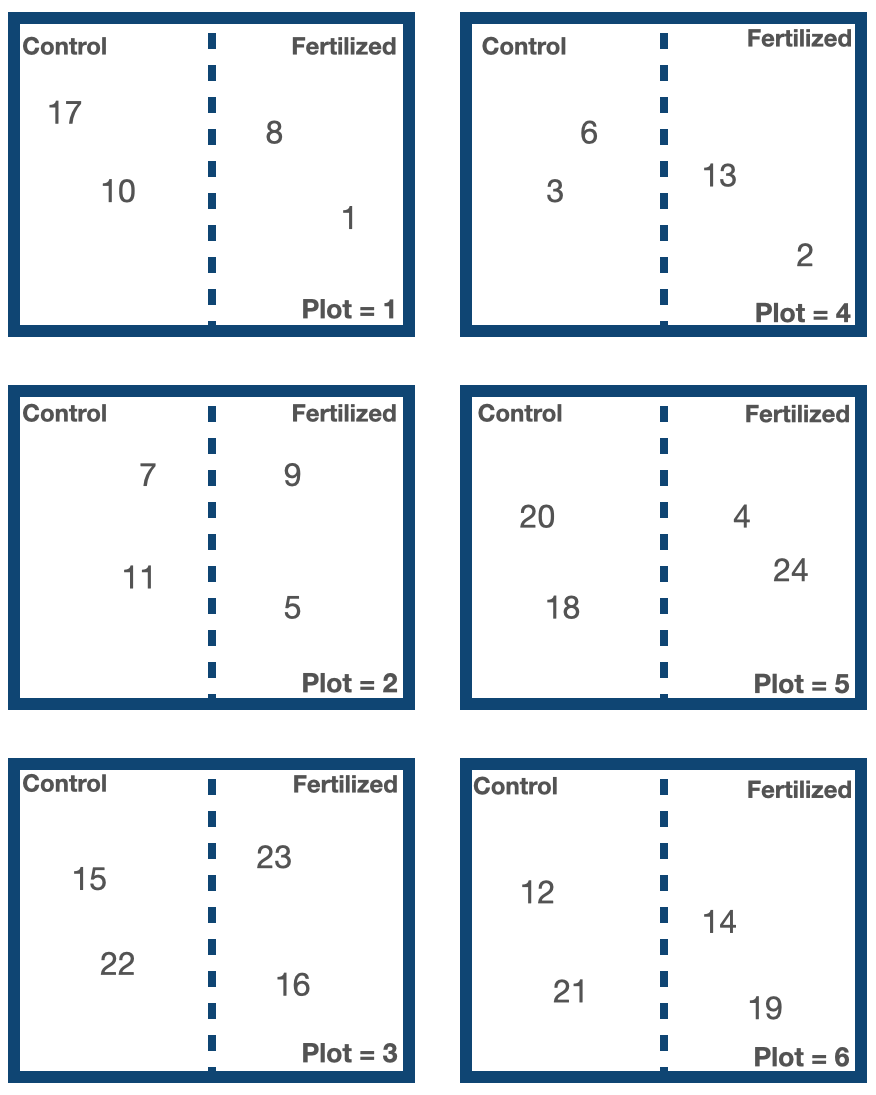 Control Fertilized
17
8
10
1
Plot = 1
Control Fertilized
6
13
3
2
Plot = 4
Control Fertilized
7 9
11
5
Plot = 2
Control Fertilized
20 4
24
18
Plot = 5
Control Fertilized
23
15
22
16
Plot = 3
Control Fertilized
12
14
21
19
Plot = 6